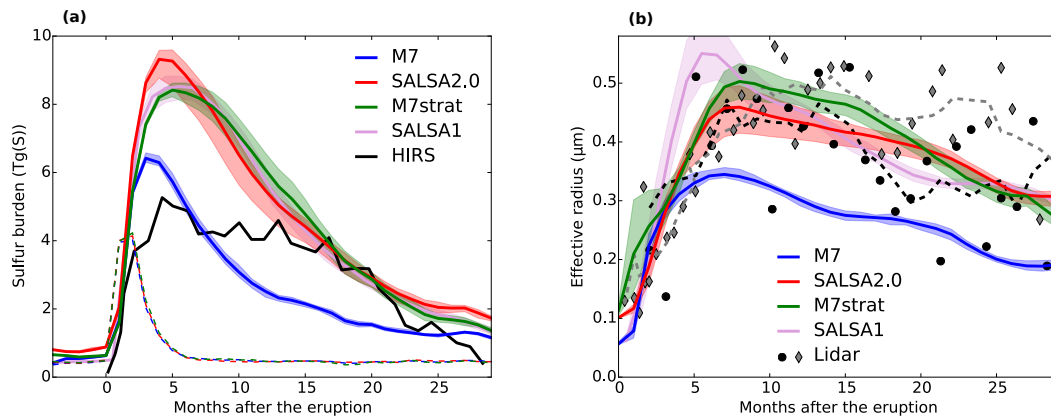 (a)
Sulfur burden (Tg(S))
10
8
6
4
2
0
M7
SALSA2.0
M7strat
SALSA1
HIRS
0 5 10 15 20 25
Months after the eruption
(b)
Effective radius (μm)
0.5
0.4
0.3
0.2
0.1
0.0
M7
SALSA2.0
M7strat
SALSA1
Lidar
0 5 10 15 20 25
Months after the eruption